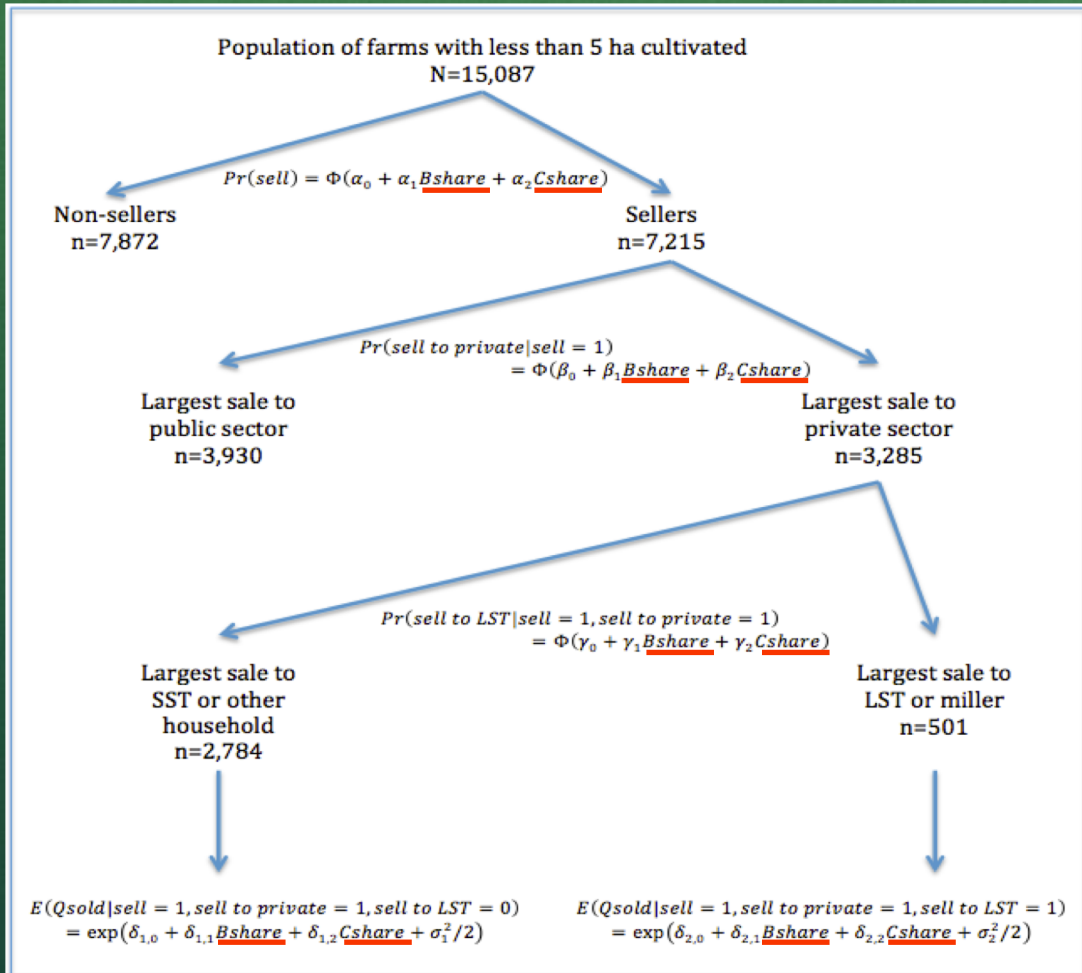 Population of farms with less than 5 ha cultivated
N=15,087
Pr(sell) = Φ(α₀ + α₁Bshare + α₂Cshare)
Non-sellers
n=7,872
Sellers
n=7,215
Pr(sell to private|sell = 1)
= Φ(β₀ + β₁Bshare + β₂Cshare)
Largest sale to
public sector
n=3,930
Largest sale to
private sector
n=3,285
Pr(sell to LST|sell = 1, sell to private = 1)
= Φ(γ₀ + γ₁Bshare + γ₂Cshare)
Largest sale to
SST or other
household
n=2,784
Largest sale to
LST or miller
n=501
E(Qsold|sell = 1, sell to private = 1, sell to LST = 0)
= exp(δ₁,₀ + δ₁,₁Bshare + δ₁,₂Cshare + σ₁²/2)
E(Qsold|sell = 1, sell to private = 1, sell to LST = 1)
= exp(δ₂,₀ + δ₂,₁Bshare + δ₂,₂Cshare + σ₂²/2)